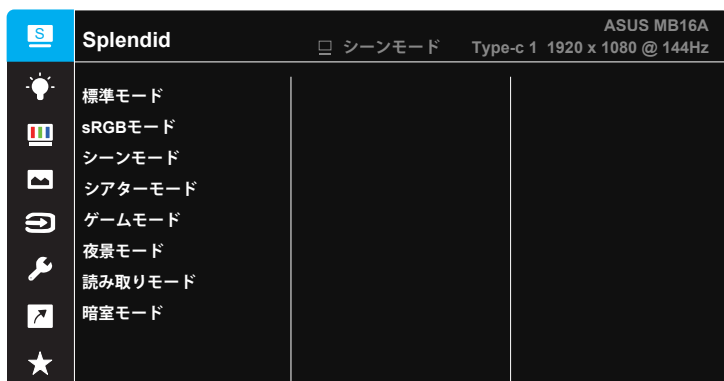 S
Splendid
シーンモード
ASUS MB16A
Type-c 1 1920 x 1080 @ 144Hz
標準モード
sRGBモード
シーンモード
シアターモード
ゲームモード
夜景モード
読み取りモード
暗室モード